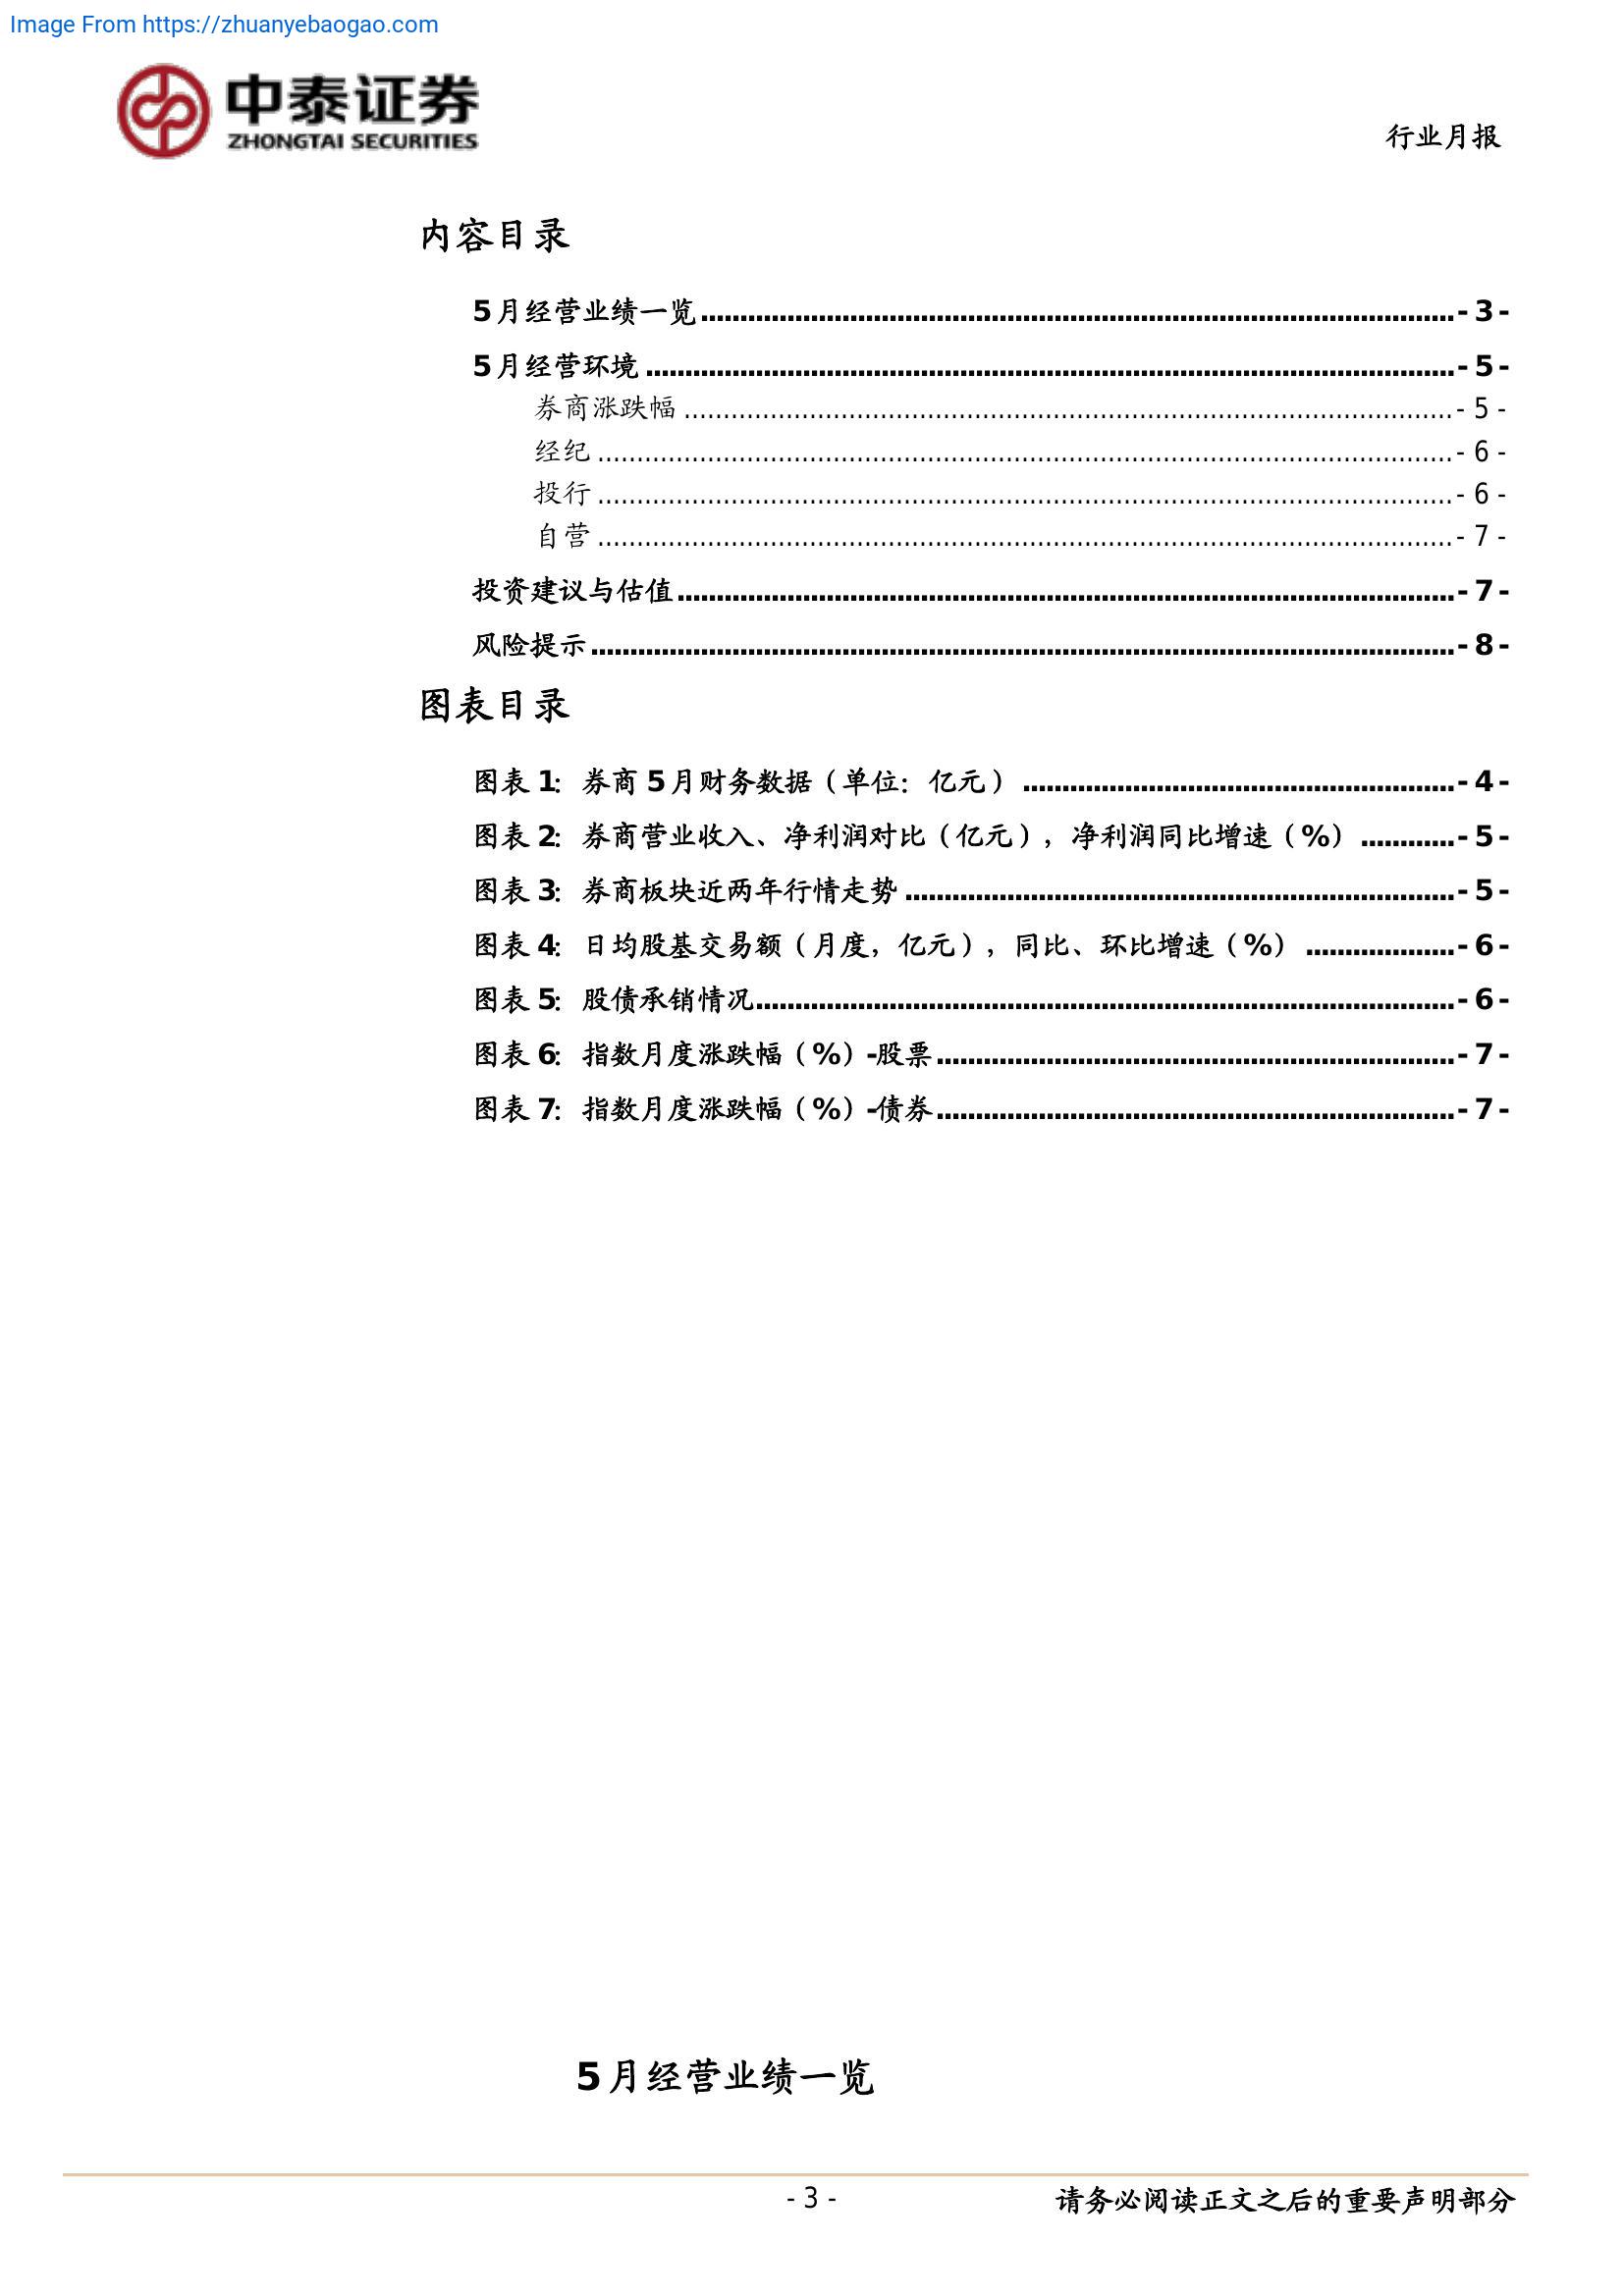 Image From https://zhuanyebaogao.com
中泰证券
ZHONGTAI SECURITIES
行业月报
内容目录
5月经营业绩一览................................................................................................- 3 -
5月经营环境.......................................................................................................- 5 -
券商涨跌幅..................................................................................................- 5 -
经纪.............................................................................................................- 6 -
投行.............................................................................................................- 6 -
自营.............................................................................................................- 7 -
投资建议与估值...................................................................................................- 7 -
风险提示..............................................................................................................- 8 -
图表目录
图表 1：券商 5月财务数据（单位：亿元）.......................................................- 4 -
图表 2：券商营业收入、净利润对比（亿元），净利润同比增速（%）............- 5 -
图表 3：券商板块近两年行情走势......................................................................- 5 -
图表 4：日均股基交易额（月度，亿元），同比、环比增速（%）...................- 6 -
图表 5：股债承销情况.........................................................................................- 6 -
图表 6：指数月度涨跌幅（%）-股票..................................................................- 7 -
图表 7：指数月度涨跌幅（%）-债券..................................................................- 7 -
5月经营业绩一览
- 3 -
请务必阅读正文之后的重要声明部分